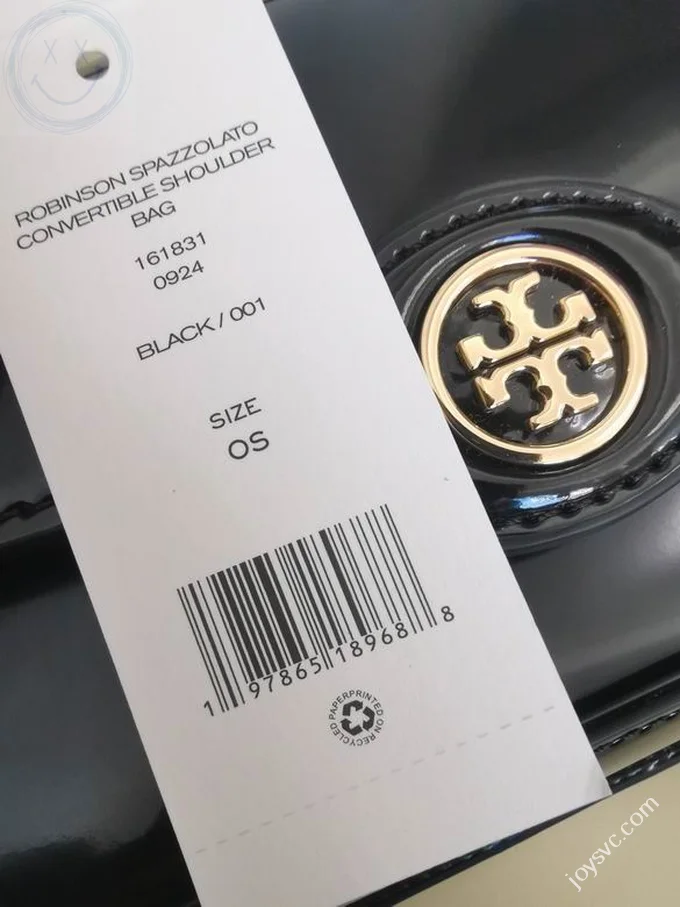 ROBINSON SPAZZOLATO
CONVERTIBLE SHOULDER
BAG
161831
0924
BLACK / 001
SIZE
OS
1 97865 18968 8
PRINTED ON RECYCLED PAPER
joysvc.com